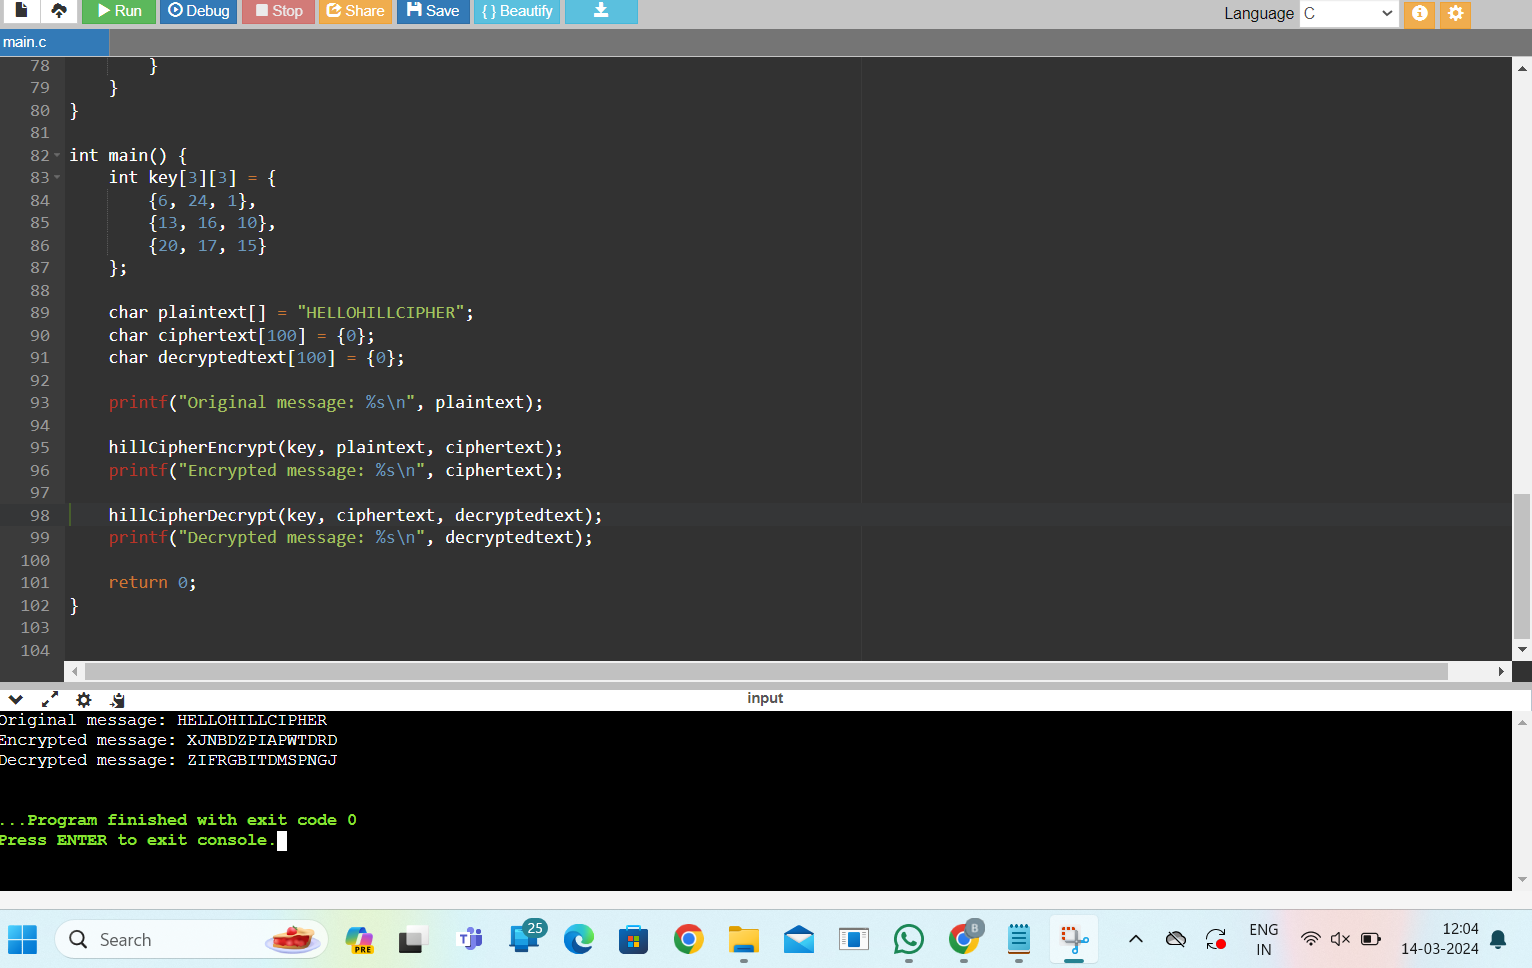 Run Debug Stop Share Save { } Beautify Language C
main.c
78 }
79 }
80 }
81
82 int main() {
83 int key[3][3] = {
84 {6, 24, 1},
85 {13, 16, 10},
86 {20, 17, 15}
87 };
88
89 char plaintext[] = "HELLOHILLCIPHER";
90 char ciphertext[100] = {0};
91 char decryptedtext[100] = {0};
92
93 printf("Original message: %s\n", plaintext);
94
95 hillCipherEncrypt(key, plaintext, ciphertext);
96 printf("Encrypted message: %s\n", ciphertext);
97
98 hillCipherDecrypt(key, ciphertext, decryptedtext);
99 printf("Decrypted message: %s\n", decryptedtext);
100
101 return 0;
102 }
103
104
input
Original message: HELLOHILLCIPHER
Encrypted message: XJNBDZPIAPWTDRD
Decrypted message: ZIFRGBITDMSPNGJ
...Program finished with exit code 0
Press ENTER to exit console.
Search PRE 25 B ENG IN 12:04
14-03-2024